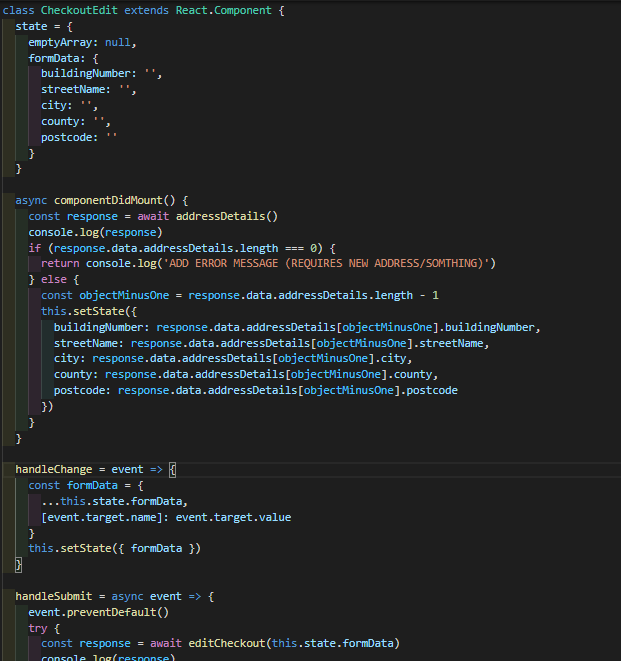 class CheckoutEdit extends React.Component {
state = {
emptyArray: null,
formData: {
buildingNumber: '',
streetName: '',
city: '',
county: '',
postcode: ''
}
}
async componentDidMount() {
const response = await addressDetails()
console.log(response)
if (response.data.addressDetails.length === 0) {
return console.log('ADD ERROR MESSAGE (REQUIRES NEW ADDRESS/SOMTHING)')
} else {
const objectMinusOne = response.data.addressDetails.length - 1
this.setState({
buildingNumber: response.data.addressDetails[objectMinusOne].buildingNumber,
streetName: response.data.addressDetails[objectMinusOne].streetName,
city: response.data.addressDetails[objectMinusOne].city,
county: response.data.addressDetails[objectMinusOne].county,
postcode: response.data.addressDetails[objectMinusOne].postcode
})
}
}
handleChange = event => {
const formData = {
...this.state.formData,
[event.target.name]: event.target.value
}
this.setState({ formData })
}
handleSubmit = async event => {
event.preventDefault()
try {
const response = await editCheckout(this.state.formData)
console.log(response)